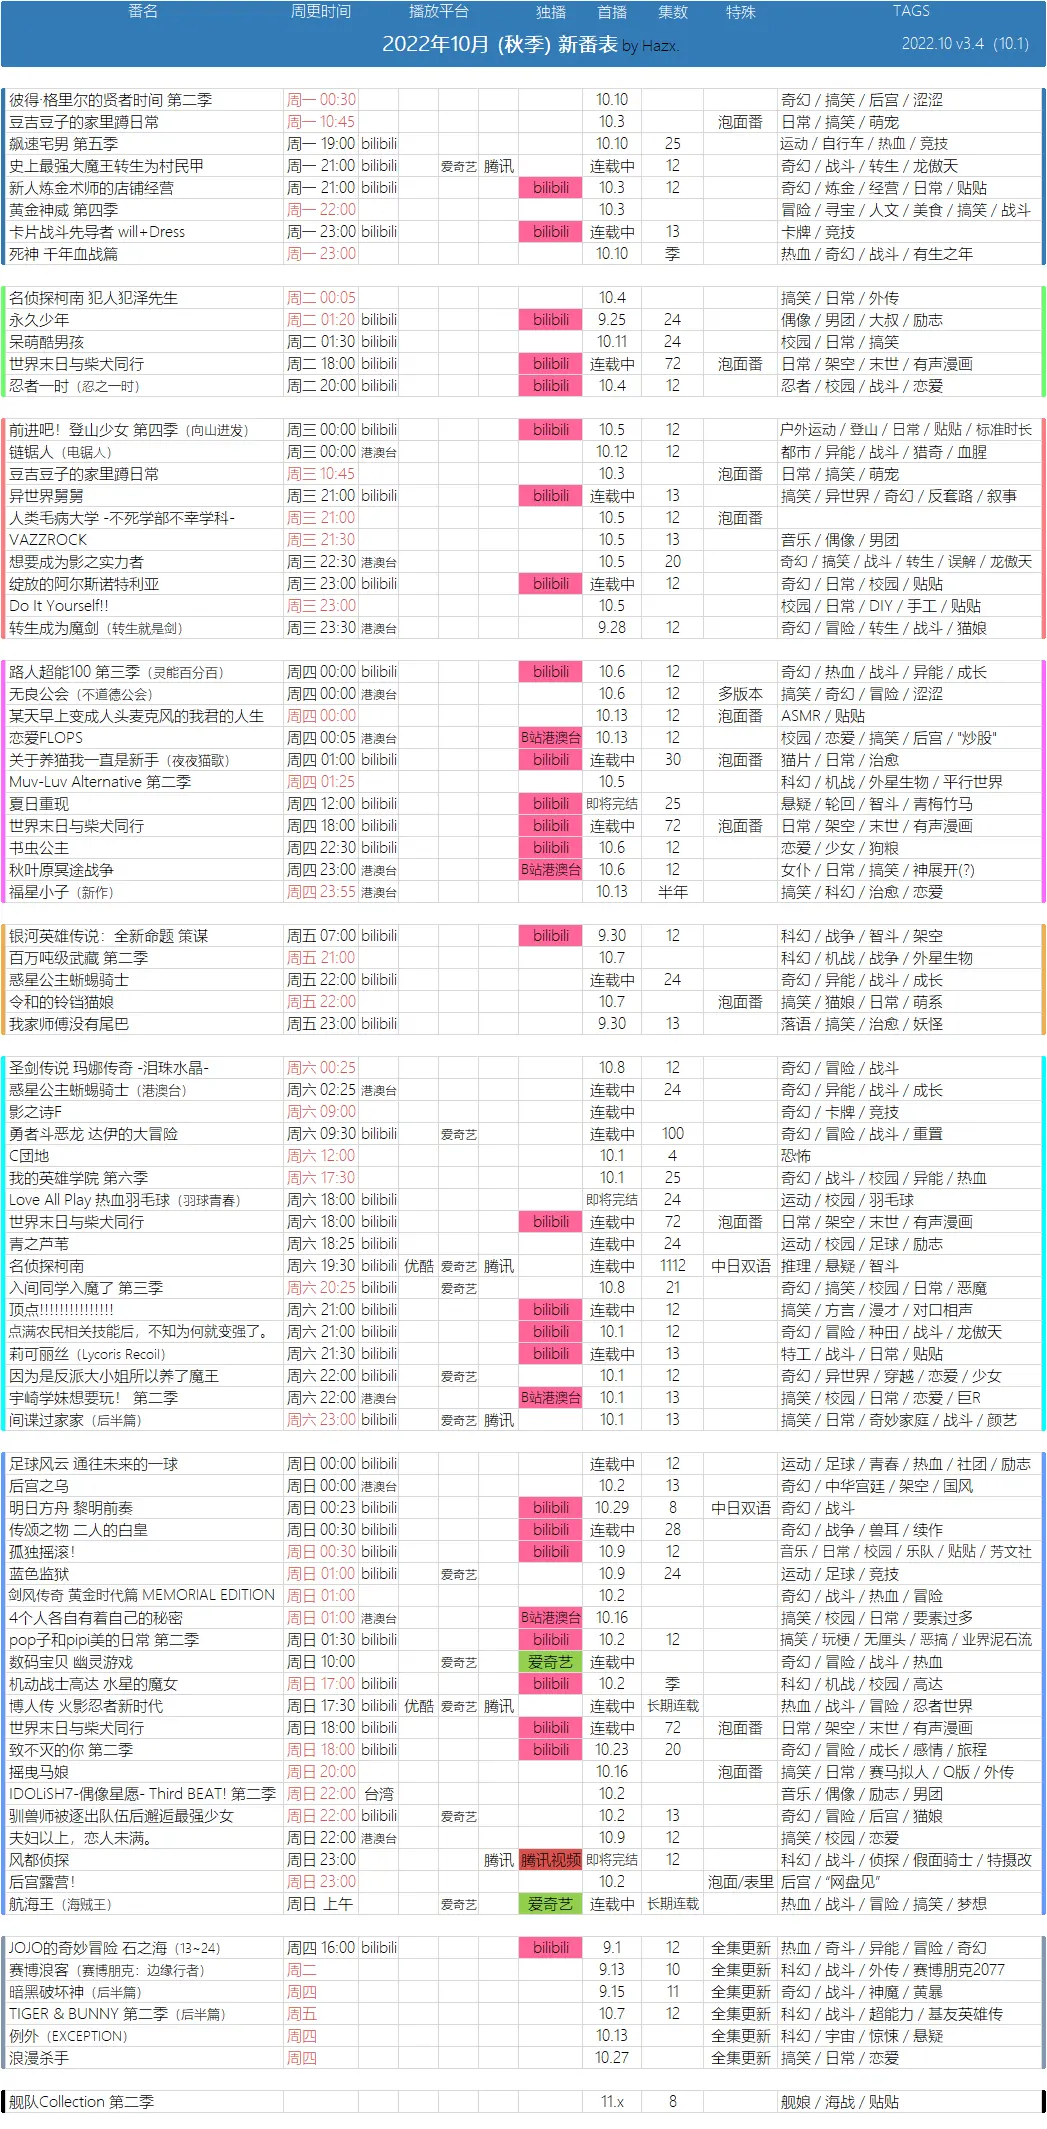 番名 周更时间 播放平台 独播 首播 集数 特殊 TAGS
2022年10月 (秋季) 新番表 by Hazx. 2022.10 v3.4（10.1）
彼得·格里尔的贤者时间 第二季 周一 00:30 10.10 奇幻 / 搞笑 / 后宫 / 涩涩
豆吉豆子的家里蹲日常 周一 10:45 10.3 泡面番 日常 / 搞笑 / 萌宠
飙速宅男 第五季 周一 19:00 bilibili 10.10 25 运动 / 自行车 / 热血 / 竞技
史上最强大魔王转生为村民甲 周一 21:00 bilibili 爱奇艺 腾讯 连载中 12 奇幻 / 战斗 / 转生 / 龙傲天
新人炼金术师的店铺经营 周一 21:00 bilibili bilibili 10.3 12 奇幻 / 炼金 / 经营 / 日常 / 贴贴
黄金神威 第四季 周一 22:00 10.3 冒险 / 寻宝 / 人文 / 美食 / 搞笑 / 战斗
卡片战斗先导者 will+Dress 周一 23:00 bilibili bilibili 连载中 13 卡牌 / 竞技
死神 千年血战篇 周一 23:00 10.10 季 热血 / 奇幻 / 战斗 / 有生之年
名侦探柯南 犯人犯泽先生 周二 00:05 10.4 搞笑 / 日常 / 外传
永久少年 周二 01:20 bilibili bilibili 9.25 24 偶像 / 男团 / 大叔 / 励志
呆萌酷男孩 周二 01:30 bilibili 10.11 24 校园 / 日常 / 搞笑
世界末日与柴犬同行 周二 18:00 bilibili bilibili 连载中 72 泡面番 日常 / 架空 / 末世 / 有声漫画
忍者一时（忍之一时） 周二 20:00 bilibili bilibili 10.4 12 忍者 / 校园 / 战斗 / 恋爱
前进吧！登山少女 第四季（向山进发） 周三 00:00 bilibili bilibili 10.5 12 户外运动 / 登山 / 日常 / 贴贴 / 标准时长
链锯人（电锯人） 周三 00:00 港澳台 10.12 12 都市 / 异能 / 战斗 / 猎奇 / 血腥
豆吉豆子的家里蹲日常 周三 10:45 10.3 泡面番 日常 / 搞笑 / 萌宠
异世界舅舅 周三 21:00 bilibili bilibili 连载中 13 搞笑 / 异世界 / 奇幻 / 反套路 / 叙事
人类毛病大学 -不死学部不幸学科- 周三 21:00 10.5 12 泡面番
VAZZROCK 周三 21:30 10.5 13 音乐 / 偶像 / 男团
想要成为影之实力者 周三 22:30 港澳台 10.5 20 奇幻 / 搞笑 / 战斗 / 转生 / 误解 / 龙傲天
绽放的阿尔斯诺特利亚 周三 23:00 bilibili bilibili 连载中 12 奇幻 / 日常 / 校园 / 贴贴
Do It Yourself!! 周三 23:00 10.5 校园 / 日常 / DIY / 手工 / 贴贴
转生成为魔剑（转生就是剑） 周三 23:30 港澳台 9.28 12 奇幻 / 冒险 / 转生 / 战斗 / 猫娘
路人超能100 第三季（灵能百分百） 周四 00:00 bilibili bilibili 10.6 12 奇幻 / 热血 / 战斗 / 异能 / 成长
无良公会（不道德公会） 周四 00:00 港澳台 10.6 12 多版本 搞笑 / 奇幻 / 冒险 / 涩涩
某天早上变成人头麦克风的我君的人生 周四 00:00 10.13 12 泡面番 ASMR / 贴贴
恋爱FLOPS 周四 00:05 港澳台 B站港澳台 10.13 12 校园 / 恋爱 / 搞笑 / 后宫 / "炒股"
关于养猫我一直是新手（夜夜猫歌） 周四 01:00 bilibili bilibili 连载中 30 泡面番 猫片 / 日常 / 治愈
Muv-Luv Alternative 第二季 周四 01:25 10.5 科幻 / 机战 / 外星生物 / 平行世界
夏日重现 周四 12:00 bilibili bilibili 即将完结 25 悬疑 / 轮回 / 智斗 / 青梅竹马
世界末日与柴犬同行 周四 18:00 bilibili bilibili 连载中 72 泡面番 日常 / 架空 / 末世 / 有声漫画
书虫公主 周四 22:30 bilibili bilibili 10.6 12 恋爱 / 少女 / 狗粮
秋叶原冥途战争 周四 23:00 港澳台 B站港澳台 10.6 12 女仆 / 日常 / 搞笑 / 神展开(?)
福星小子（新作） 周四 23:55 港澳台 10.13 半年 搞笑 / 科幻 / 治愈 / 恋爱
银河英雄传说：全新命题 策谋 周五 07:00 bilibili bilibili 9.30 12 科幻 / 战争 / 智斗 / 架空
百万吨级武藏 第二季 周五 21:00 10.7 科幻 / 机战 / 战争 / 外星生物
惑星公主蜥蜴骑士 周五 22:00 bilibili 连载中 24 奇幻 / 异能 / 战斗 / 成长
令和的铃铛猫娘 周五 22:00 10.7 泡面番 搞笑 / 猫娘 / 日常 / 萌系
我家师傅没有尾巴 周五 23:00 bilibili 9.30 13 落语 / 搞笑 / 治愈 / 妖怪
圣剑传说 玛娜传奇 -泪珠水晶- 周六 00:25 10.8 12 奇幻 / 冒险 / 战斗
惑星公主蜥蜴骑士（港澳台） 周六 02:25 港澳台 连载中 24 奇幻 / 异能 / 战斗 / 成长
影之诗F 周六 09:00 连载中 奇幻 / 卡牌 / 竞技
勇者斗恶龙 达伊的大冒险 周六 09:30 bilibili 爱奇艺 连载中 100 奇幻 / 冒险 / 战斗 / 重置
C团地 周六 12:00 10.1 4 恐怖
我的英雄学院 第六季 周六 17:30 10.1 25 奇幻 / 战斗 / 校园 / 异能 / 热血
Love All Play 热血羽毛球（羽球青春） 周六 18:00 bilibili 即将完结 24 运动 / 校园 / 羽毛球
世界末日与柴犬同行 周六 18:00 bilibili bilibili 连载中 72 泡面番 日常 / 架空 / 末世 / 有声漫画
青之芦苇 周六 18:25 bilibili 连载中 24 运动 / 校园 / 足球 / 励志
名侦探柯南 周六 19:30 bilibili 优酷 爱奇艺 腾讯 连载中 1112 中日双语 推理 / 悬疑 / 智斗
入间同学入魔了 第三季 周六 20:25 bilibili 爱奇艺 10.8 21 奇幻 / 搞笑 / 校园 / 日常 / 恶魔
顶点!!!!!!!!!!!!!!! 周六 21:00 bilibili bilibili 连载中 12 搞笑 / 方言 / 漫才 / 对口相声
点满农民相关技能后，不知为何就变强了。 周六 21:00 bilibili bilibili 10.1 12 奇幻 / 冒险 / 种田 / 战斗 / 龙傲天
莉可丽丝（Lycoris Recoil） 周六 21:30 bilibili bilibili 连载中 13 特工 / 战斗 / 日常 / 贴贴
因为是反派大小姐所以养了魔王 周六 22:00 bilibili 爱奇艺 10.1 12 奇幻 / 异世界 / 穿越 / 恋爱 / 少女
宇崎学妹想要玩！ 第二季 周六 22:00 港澳台 B站港澳台 10.1 13 搞笑 / 校园 / 日常 / 恋爱 / 巨R
间谍过家家（后半篇） 周六 23:00 bilibili 爱奇艺 腾讯 10.1 13 搞笑 / 日常 / 奇妙家庭 / 战斗 / 颜艺
足球风云 通往未来的一球 周日 00:00 bilibili 连载中 12 运动 / 足球 / 青春 / 热血 / 社团 / 励志
后宫之乌 周日 00:00 港澳台 10.2 13 奇幻 / 中华宫廷 / 架空 / 国风
明日方舟 黎明前奏 周日 00:23 bilibili bilibili 10.29 8 中日双语 奇幻 / 战斗
传颂之物 二人的白皇 周日 00:30 bilibili bilibili 连载中 28 奇幻 / 战争 / 兽耳 / 续作
孤独摇滚！ 周日 00:30 bilibili bilibili 10.9 12 音乐 / 日常 / 校园 / 乐队 / 贴贴 / 芳文社
蓝色监狱 周日 01:00 bilibili 爱奇艺 10.9 24 运动 / 足球 / 竞技
剑风传奇 黄金时代篇 MEMORIAL EDITION 周日 01:00 10.2 奇幻 / 战斗 / 热血 / 冒险
4个人各自有着自己的秘密 周日 01:00 港澳台 B站港澳台 10.16 搞笑 / 校园 / 日常 / 要素过多
pop子和pipi美的日常 第二季 周日 01:30 bilibili bilibili 10.2 12 搞笑 / 玩梗 / 无厘头 / 恶搞 / 业界泥石流
数码宝贝 幽灵游戏 周日 10:00 爱奇艺 爱奇艺 连载中 奇幻 / 冒险 / 战斗 / 热血
机动战士高达 水星的魔女 周日 17:00 bilibili bilibili 10.2 季 科幻 / 机战 / 校园 / 高达
博人传 火影忍者新时代 周日 17:30 bilibili 优酷 爱奇艺 腾讯 连载中 长期连载 热血 / 战斗 / 冒险 / 忍者世界
世界末日与柴犬同行 周日 18:00 bilibili bilibili 连载中 72 泡面番 日常 / 架空 / 末世 / 有声漫画
致不灭的你 第二季 周日 18:00 bilibili bilibili 10.23 20 奇幻 / 冒险 / 成长 / 感情 / 旅程
摇曳马娘 周日 20:00 10.16 泡面番 搞笑 / 日常 / 赛马拟人 / Q版 / 外传
IDOLiSH7-偶像星愿- Third BEAT! 第二季 周日 22:00 台湾 10.2 音乐 / 偶像 / 励志 / 男团
驯兽师被逐出队伍后邂逅最强少女 周日 22:00 bilibili 爱奇艺 10.2 13 奇幻 / 冒险 / 后宫 / 猫娘
夫妇以上，恋人未满。 周日 22:00 港澳台 10.9 12 搞笑 / 校园 / 恋爱
风都侦探 周日 23:00 腾讯 腾讯视频 即将完结 12 科幻 / 战斗 / 侦探 / 假面骑士 / 特摄改
后宫露营！ 周日 23:00 10.2 泡面/表里 后宫 / “网盘见”
航海王（海贼王） 周日 上午 爱奇艺 爱奇艺 连载中 长期连载 热血 / 战斗 / 冒险 / 搞笑 / 梦想
JOJO的奇妙冒险 石之海（13~24） 周四 16:00 bilibili bilibili 9.1 12 全集更新 热血 / 奇斗 / 异能 / 冒险 / 奇幻
赛博浪客（赛博朋克：边缘行者） 周二 9.13 10 全集更新 科幻 / 战斗 / 外传 / 赛博朋克2077
暗黑破坏神（后半篇） 周四 9.15 11 全集更新 奇幻 / 战斗 / 神魔 / 黄暴
TIGER & BUNNY 第二季（后半篇） 周五 10.7 12 全集更新 科幻 / 战斗 / 超能力 / 基友英雄传
例外（EXCEPTION） 周四 10.13 全集更新 科幻 / 宇宙 / 惊悚 / 悬疑
浪漫杀手 周四 10.27 全集更新 搞笑 / 日常 / 恋爱
舰队Collection 第二季 11.x 8 舰娘 / 海战 / 贴贴